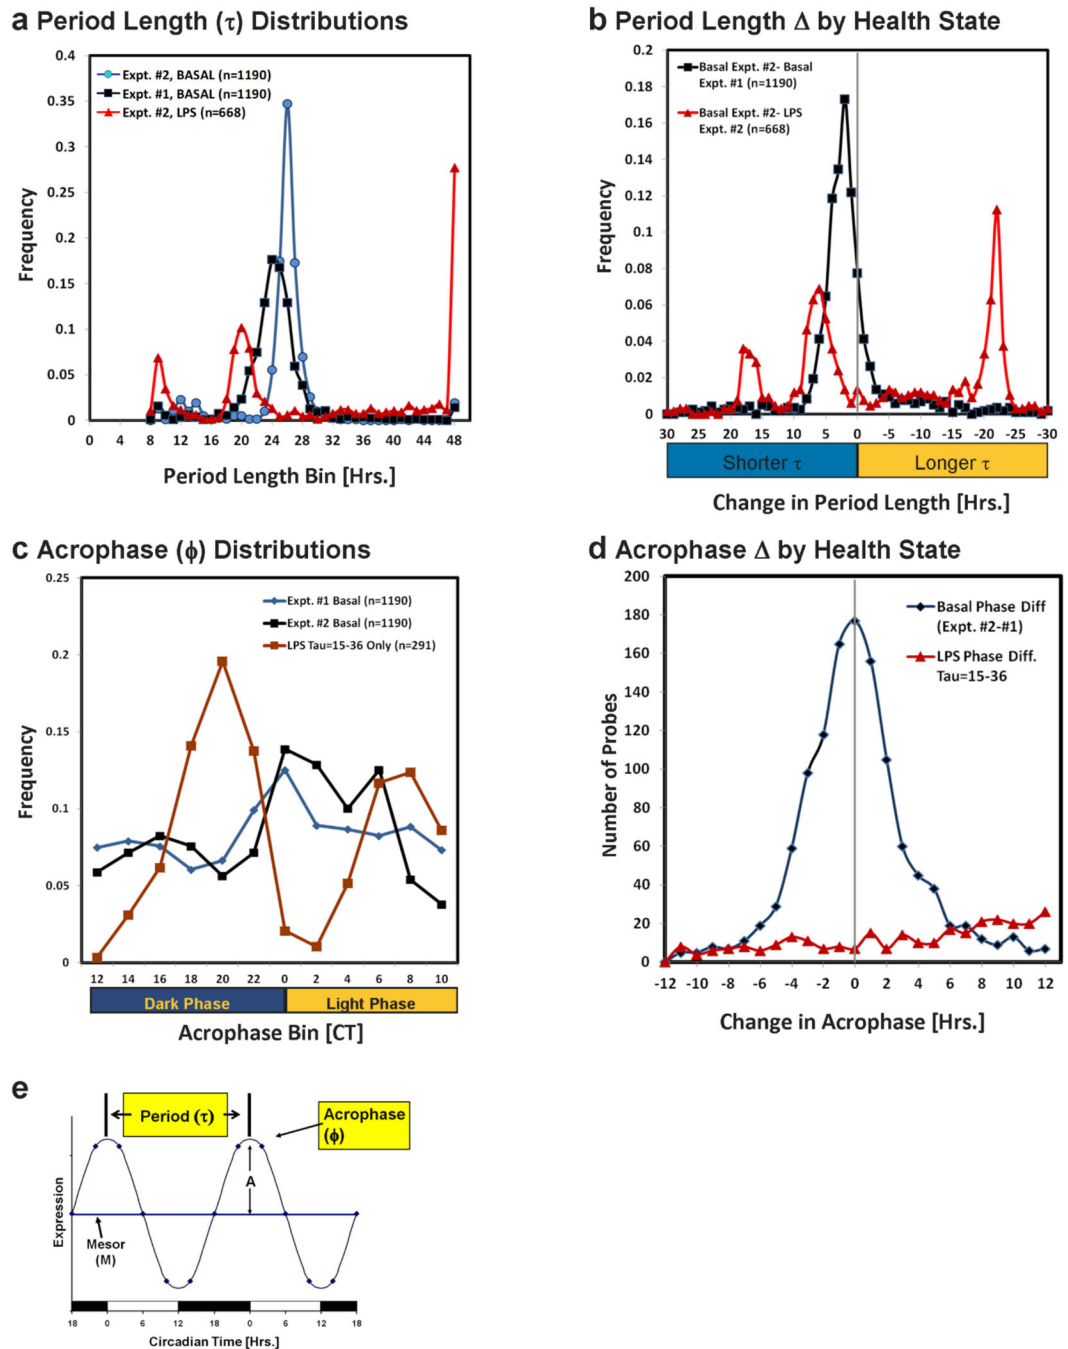 a Period Length (τ) Distributions
0.4
0.35
0.3
0.25
0.2
0.15
0.1
0.05
0
Frequency
Expt. #2, BASAL (n=1190)
Expt. #1, BASAL (n=1190)
Expt. #2, LPS (n=668)
0 4 8 12 16 20 24 28 32 36 40 44 48
Period Length Bin [Hrs.]
b Period Length Δ by Health State
0.2
0.18
0.16
0.14
0.12
0.1
0.08
0.06
0.04
0.02
0
Frequency
Basal Expt. #2- Basal
Expt. #1 (n=1190)
Basal Expt. #2- LPS
Expt. #2 (n=668)
30 25 20 15 10 5 0 -5 -10 -15 -20 -25 -30
Shorter τ Longer τ
Change in Period Length [Hrs.]
c Acrophase (ϕ) Distributions
0.25
0.2
0.15
0.1
0.05
0
Frequency
Expt. #1 Basal (n=1190)
Expt. #2 Basal (n=1190)
LPS Tau=15-36 Only (n=291)
12 14 16 18 20 22 0 2 4 6 8 10
Dark Phase Light Phase
Acrophase Bin [CT]
d Acrophase Δ by Health State
200
180
160
140
120
100
80
60
40
20
0
Number of Probes
Basal Phase Diff
(Expt. #2-#1)
LPS Phase Diff.
Tau=15-36
-12 -10 -8 -6 -4 -2 0 2 4 6 8 10 12
Change in Acrophase [Hrs.]
e
Period (τ)
Acrophase
(ϕ)
A
Expression
Mesor
(M)
18 0 6 12 18 0 6 12 18
Circadian Time [Hrs.]